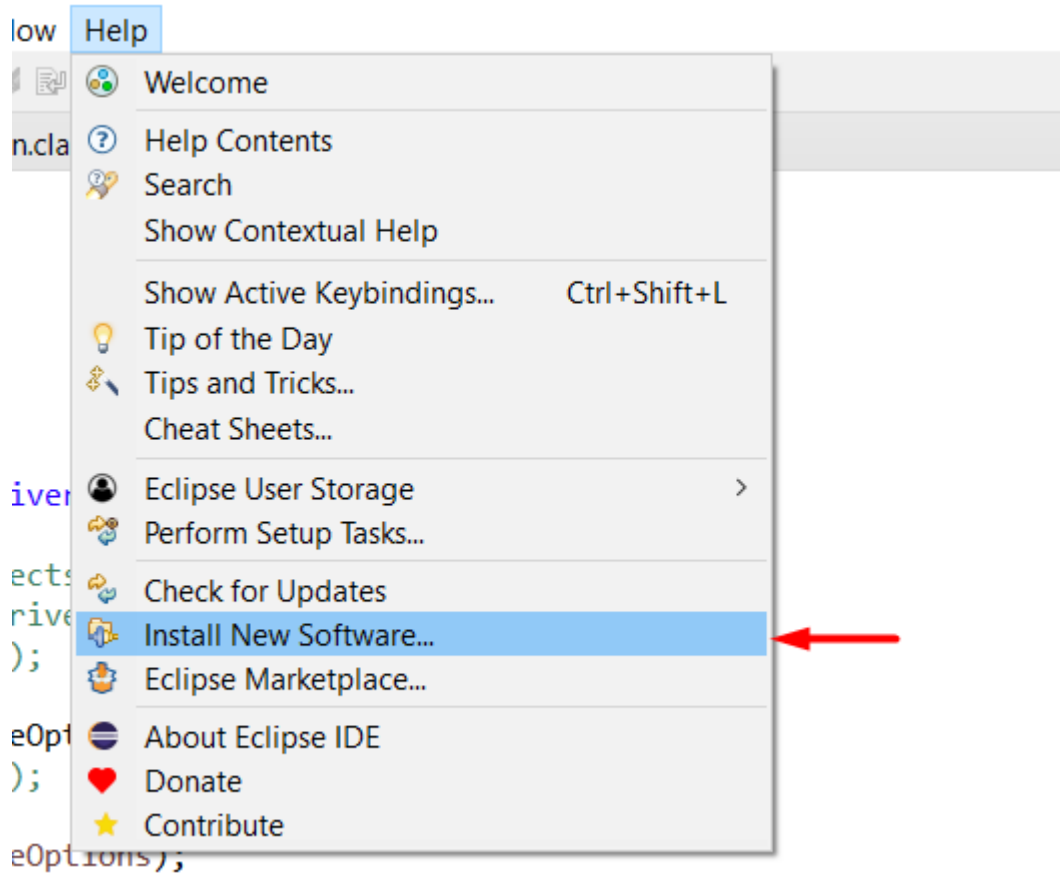 low Help
Welcome
n.cla
Help Contents
Search
Show Contextual Help
Show Active Keybindings... Ctrl+Shift+L
Tip of the Day
Tips and Tricks...
Cheat Sheets...
iver
Eclipse User Storage
Perform Setup Tasks...
ects
Check for Updates
rive
Install New Software...
);
Eclipse Marketplace...
eOpt
About Eclipse IDE
);
Donate
Contribute
eOptions);